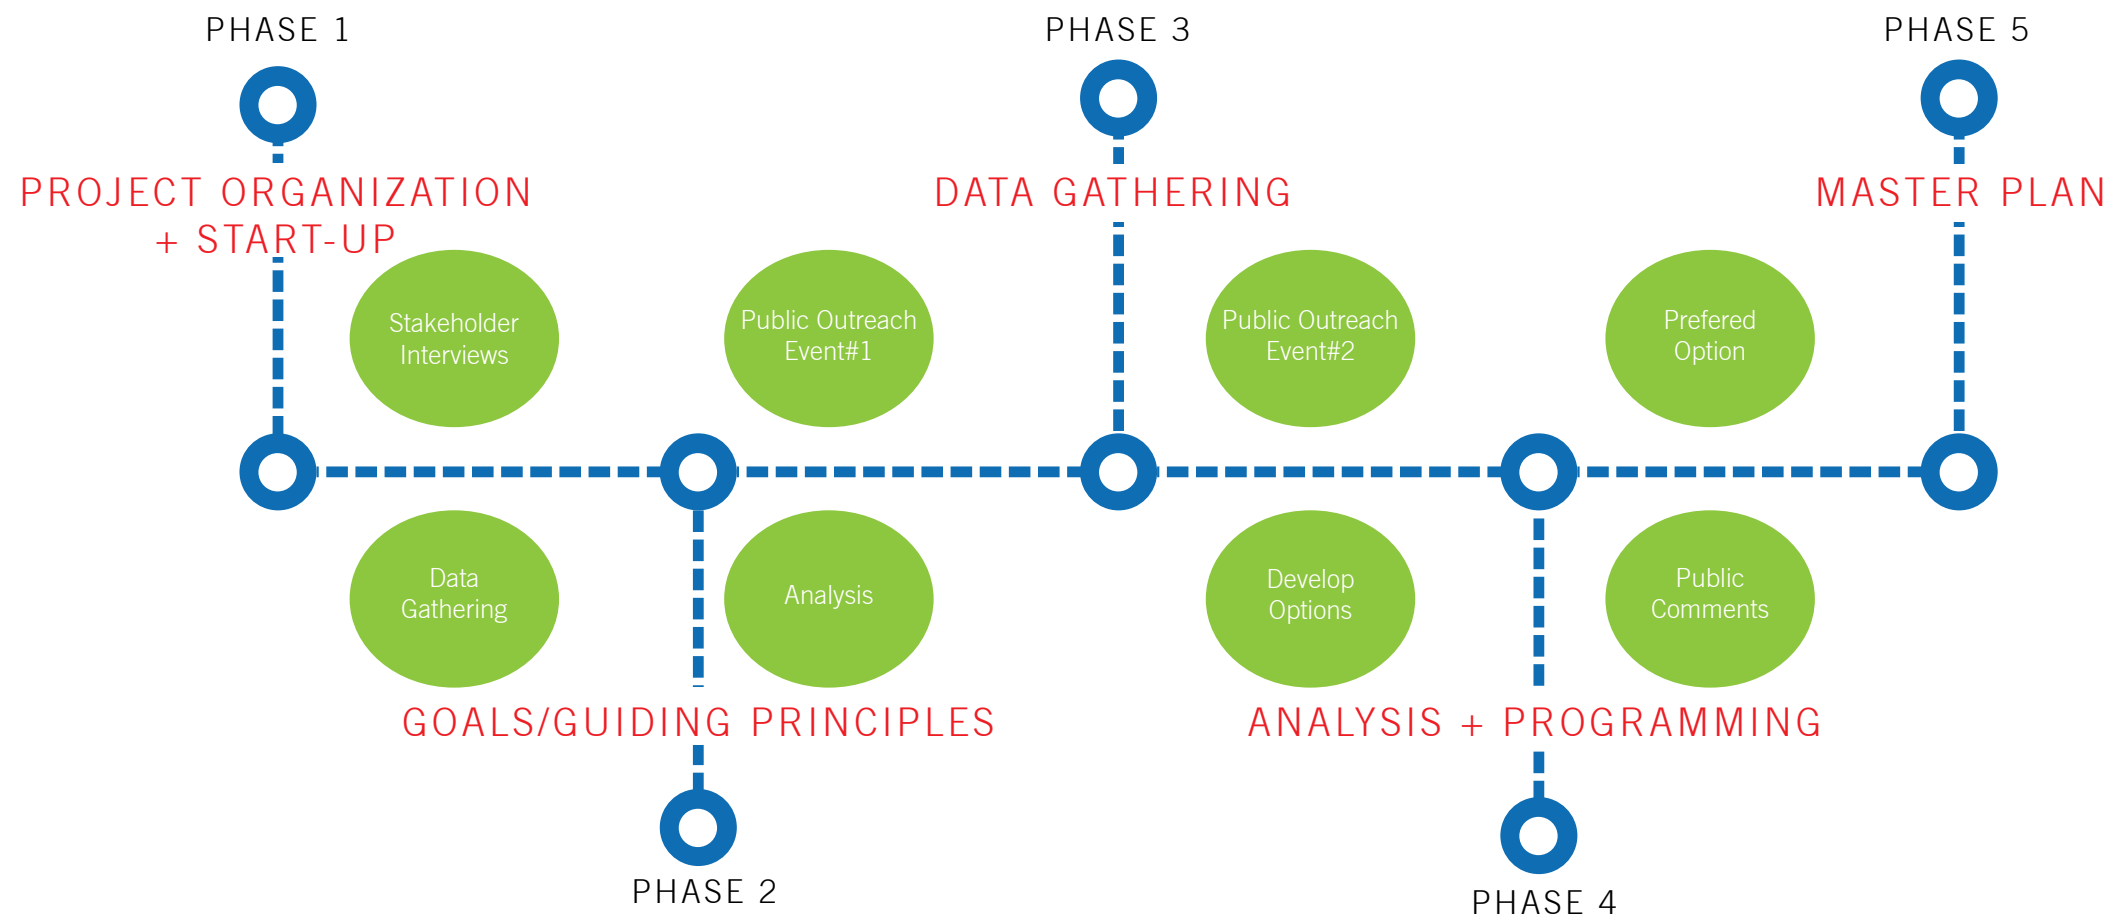 PHASE 1
PHASE 3
PHASE 5
PROJECT ORGANIZATION
+ START-UP
DATA GATHERING
MASTER PLAN
Stakeholder
Interviews
Public Outreach
Event#1
Public Outreach
Event#2
Prefered
Option
Data
Gathering
Analysis
Develop
Options
Public
Comments
GOALS/GUIDING PRINCIPLES
ANALYSIS + PROGRAMMING
PHASE 2
PHASE 4